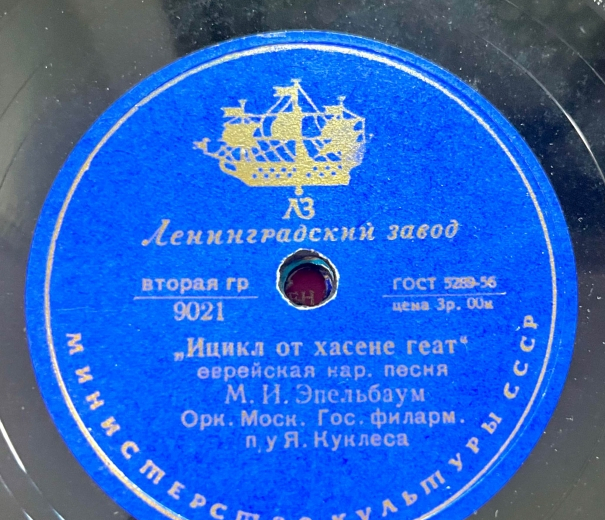 ЛЗ
Ленинградский завод
вторая гр
9021
ГОСТ 5289-56
цена 3р. 00к
„Ицикл от хасене геат“
еврейская нар. песня
М. И. Эпельбаум
Орк. Моск. Гос. филарм.
п/у Я. Куклеса
МИНИСТЕРСТВО КУЛЬТУРЫ СССР